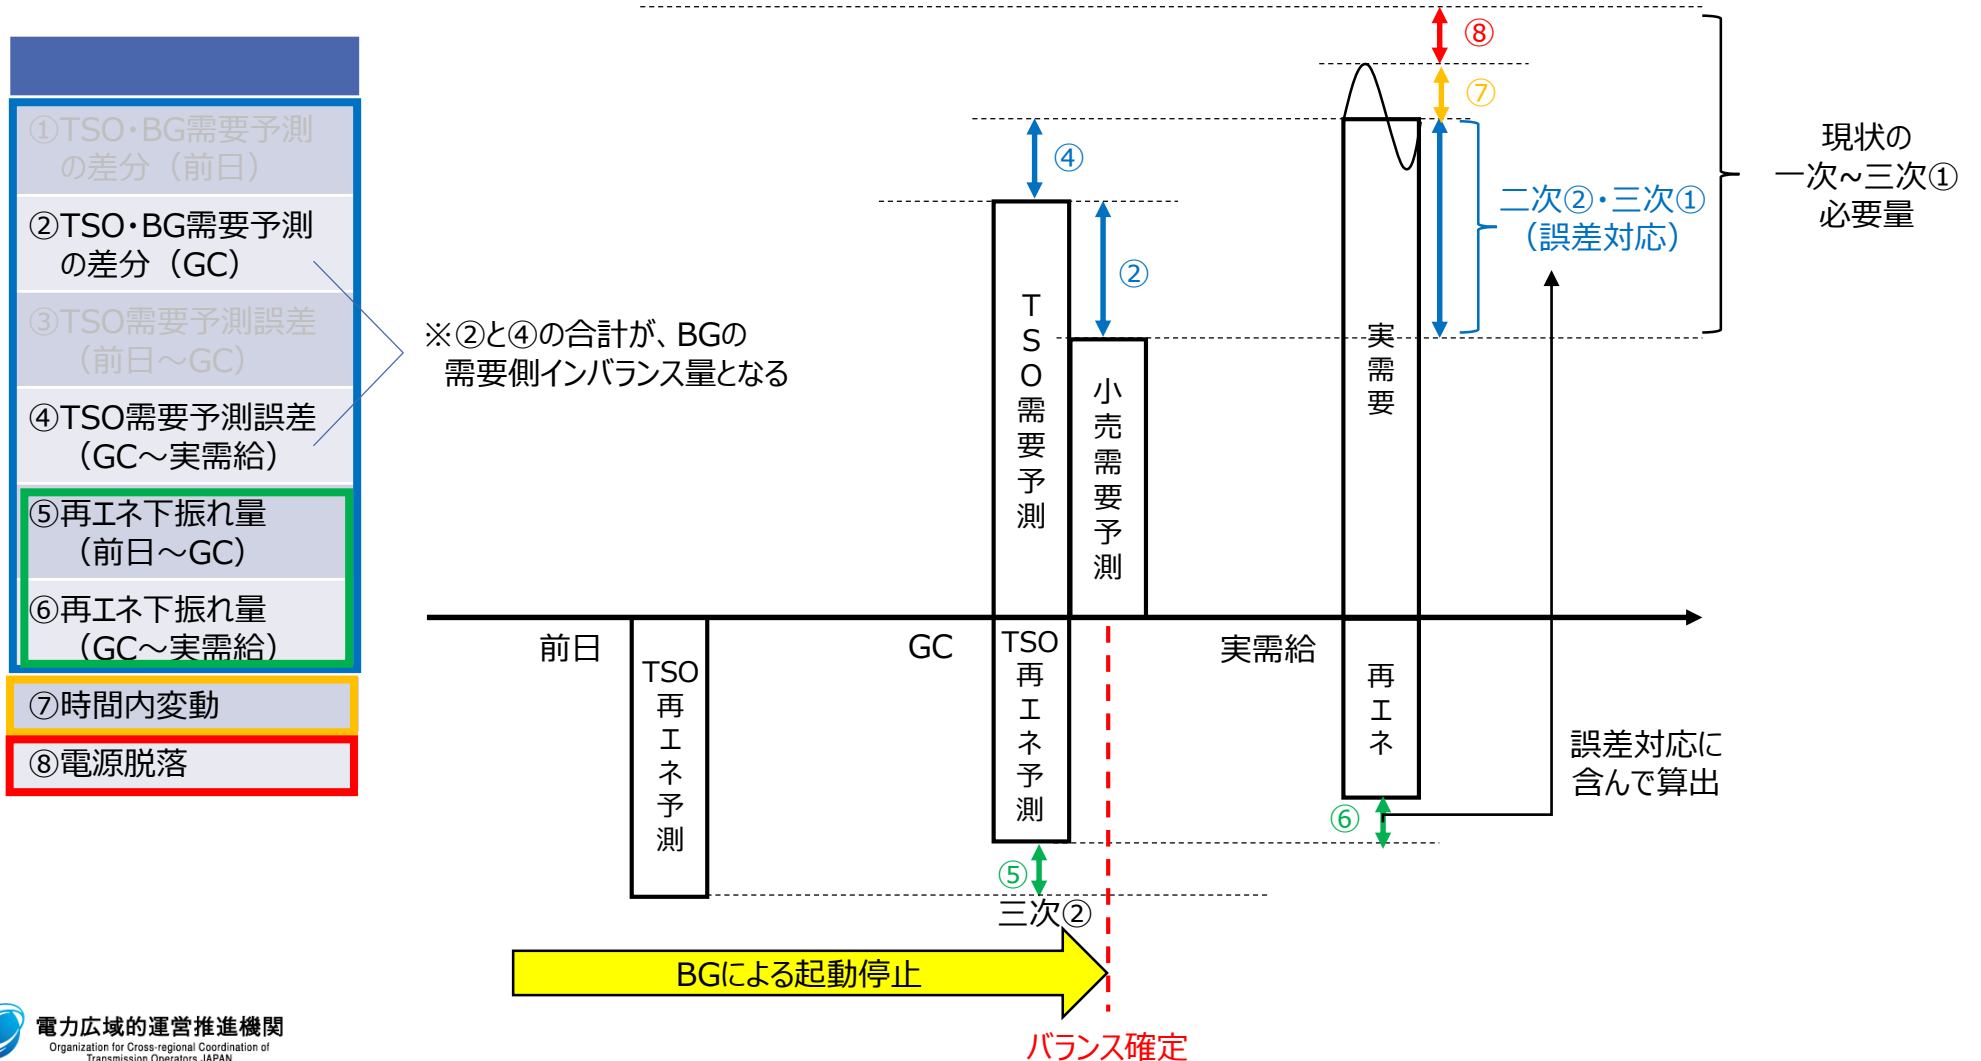 ①TSO・BG需要予測
の差分（前日）
②TSO・BG需要予測
の差分（GC）
③TSO需要予測誤差
（前日～GC）
④TSO需要予測誤差
（GC～実需給）
⑤再エネ下振れ量
（前日～GC）
⑥再エネ下振れ量
（GC～実需給）
⑦時間内変動
⑧電源脱落
※②と④の合計が、BGの
需要側インバランス量となる
④
②
TSO需要予測
小売需要予測
実需要
⑧
⑦
二次②・三次①
（誤差対応）
現状の
一次~三次①
必要量
前日
TSO
再エネ予測
GC
TSO
再エネ予測
実需給
再エネ
⑥
⑤
三次②
誤差対応に
含んで算出
BGによる起動停止
バランス確定
電力広域的運営推進機関
Organization for Cross-regional Coordination of
Transmission Operators,JAPAN